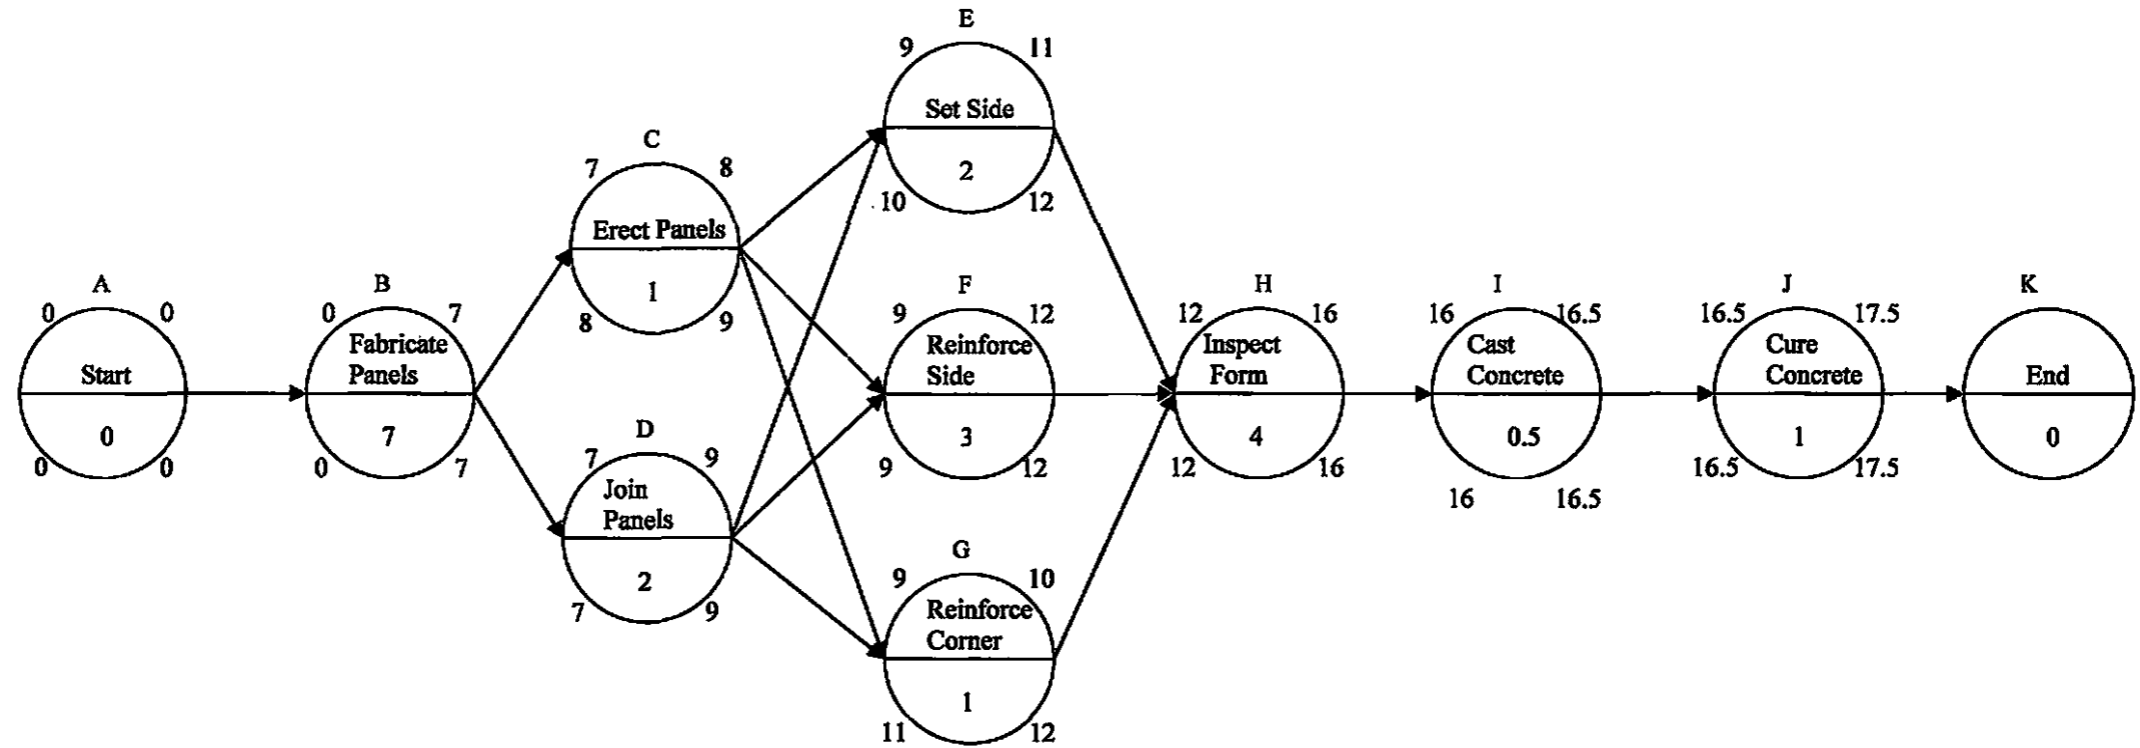 A
0 0
Start
0
0 0
B
0 7
Fabricate
Panels
7
0 7
C
7 8
Erect Panels
1
8 9
D
7 9
Join
Panels
2
7 9
E
9 11
Set Side
2
10 12
F
9 12
Reinforce
Side
3
9 12
G
9 10
Reinforce
Corner
1
11 12
H
12 16
Inspect
Form
4
12 16
I
16 16.5
Cast
Concrete
0.5
16 16.5
J
16.5 17.5
Cure
Concrete
1
16.5 17.5
K
End
0